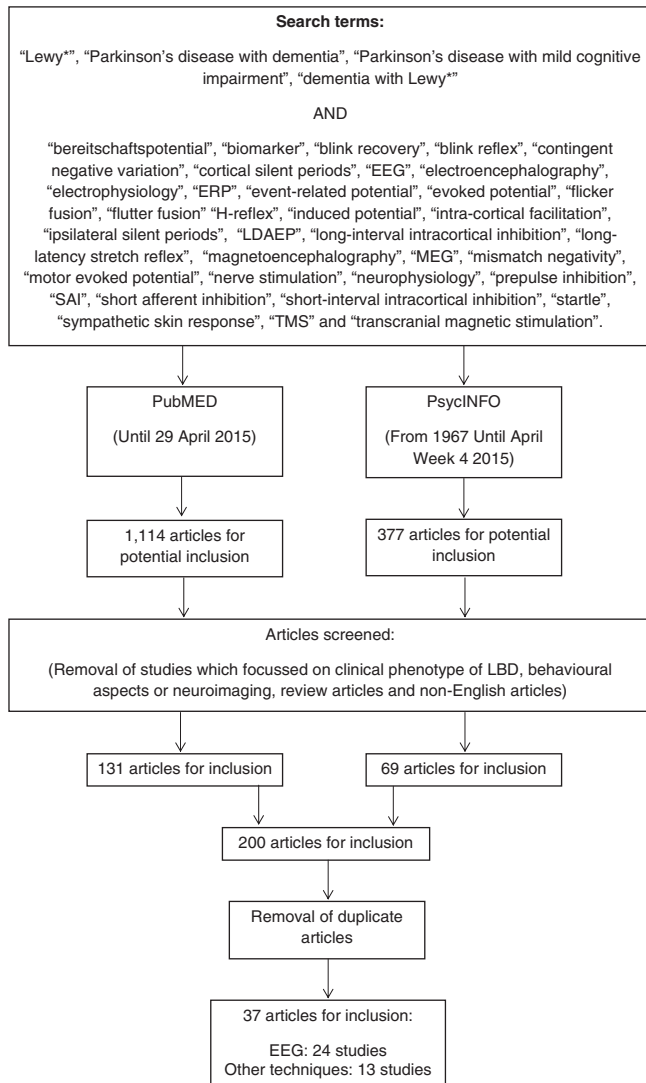 Search terms:
“Lewy*”, “Parkinson’s disease with dementia”, “Parkinson’s disease with mild cognitive
impairment”, “dementia with Lewy*”
AND
“bereitschaftspotential”, “biomarker”, “blink recovery”, “blink reflex”, “contingent
negative variation”, “cortical silent periods”, “EEG”, “electroencephalography”,
“electrophysiology”, “ERP”, “event-related potential”, “evoked potential”, “flicker
fusion”, “flutter fusion” “H-reflex”, “induced potential”, “intra-cortical facilitation”,
“ipsilateral silent periods”, “LDAEP”, “long-interval intracortical inhibition”, “long-
latency stretch reflex”, “magnetoencephalography”, “MEG”, “mismatch negativity”,
“motor evoked potential”, “nerve stimulation”, “neurophysiology”, “prepulse inhibition”,
“SAI”, “short afferent inhibition”, “short-interval intracortical inhibition”, “startle”,
“sympathetic skin response”, “TMS” and “transcranial magnetic stimulation”.
PubMED
(Until 29 April 2015)
PsycINFO
(From 1967 Until April
Week 4 2015)
1,114 articles for
potential inclusion
377 articles for potential
inclusion
Articles screened:
(Removal of studies which focussed on clinical phenotype of LBD, behavioural
aspects or neuroimaging, review articles and non-English articles)
131 articles for inclusion
69 articles for inclusion
200 articles for inclusion
Removal of duplicate
articles
37 articles for inclusion:
EEG: 24 studies
Other techniques: 13 studies